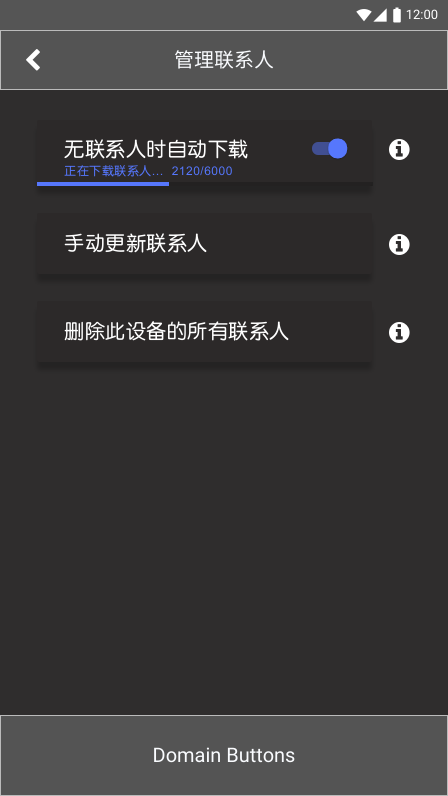 12:00
管理联系人
无联系人时自动下载
正在下载联系人... 2120/6000
手动更新联系人
删除此设备的所有联系人
Domain Buttons